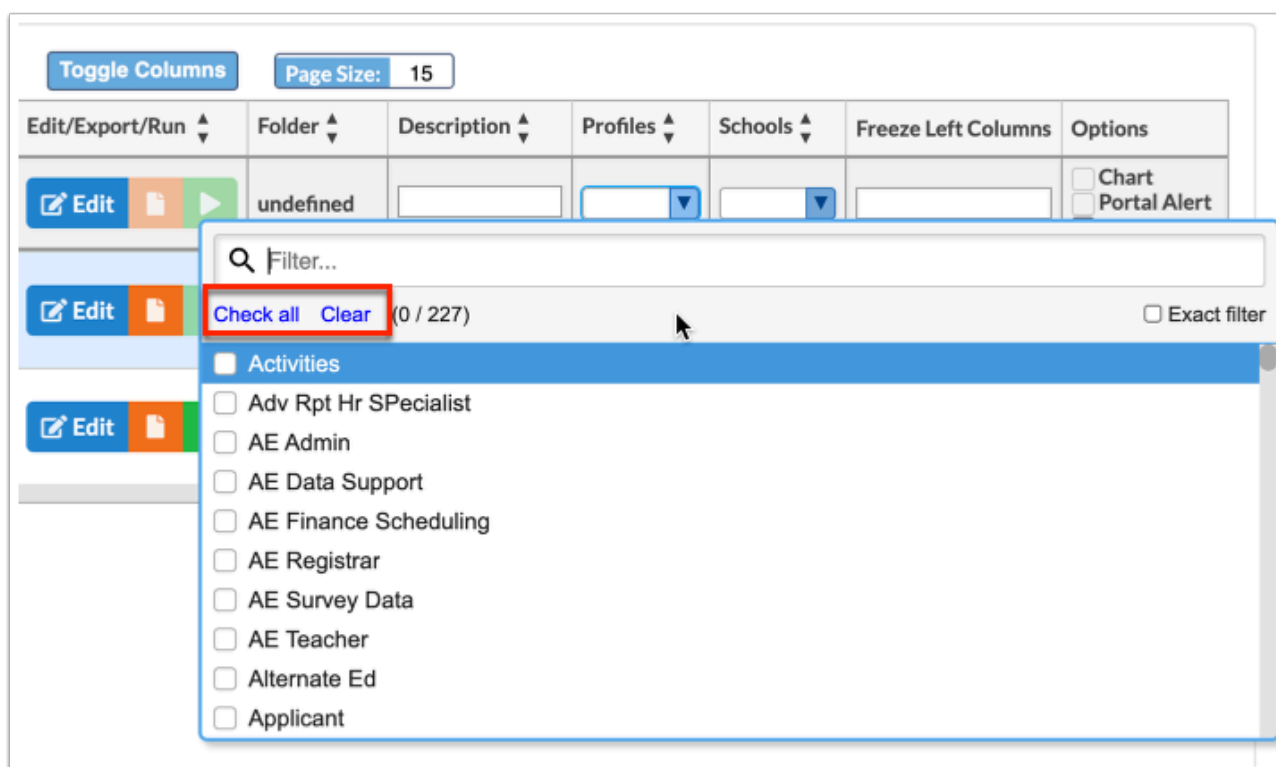 Toggle Columns Page Size: 15
Edit/Export/Run Folder Description Profiles Schools Freeze Left Columns Options
Edit undefined Chart
Portal Alert
Filter...
Edit Check all Clear (0 / 227) Exact filter
Activities
Adv Rpt Hr SPecialist
Edit
AE Admin
AE Data Support
AE Finance Scheduling
AE Registrar
AE Survey Data
AE Teacher
Alternate Ed
Applicant